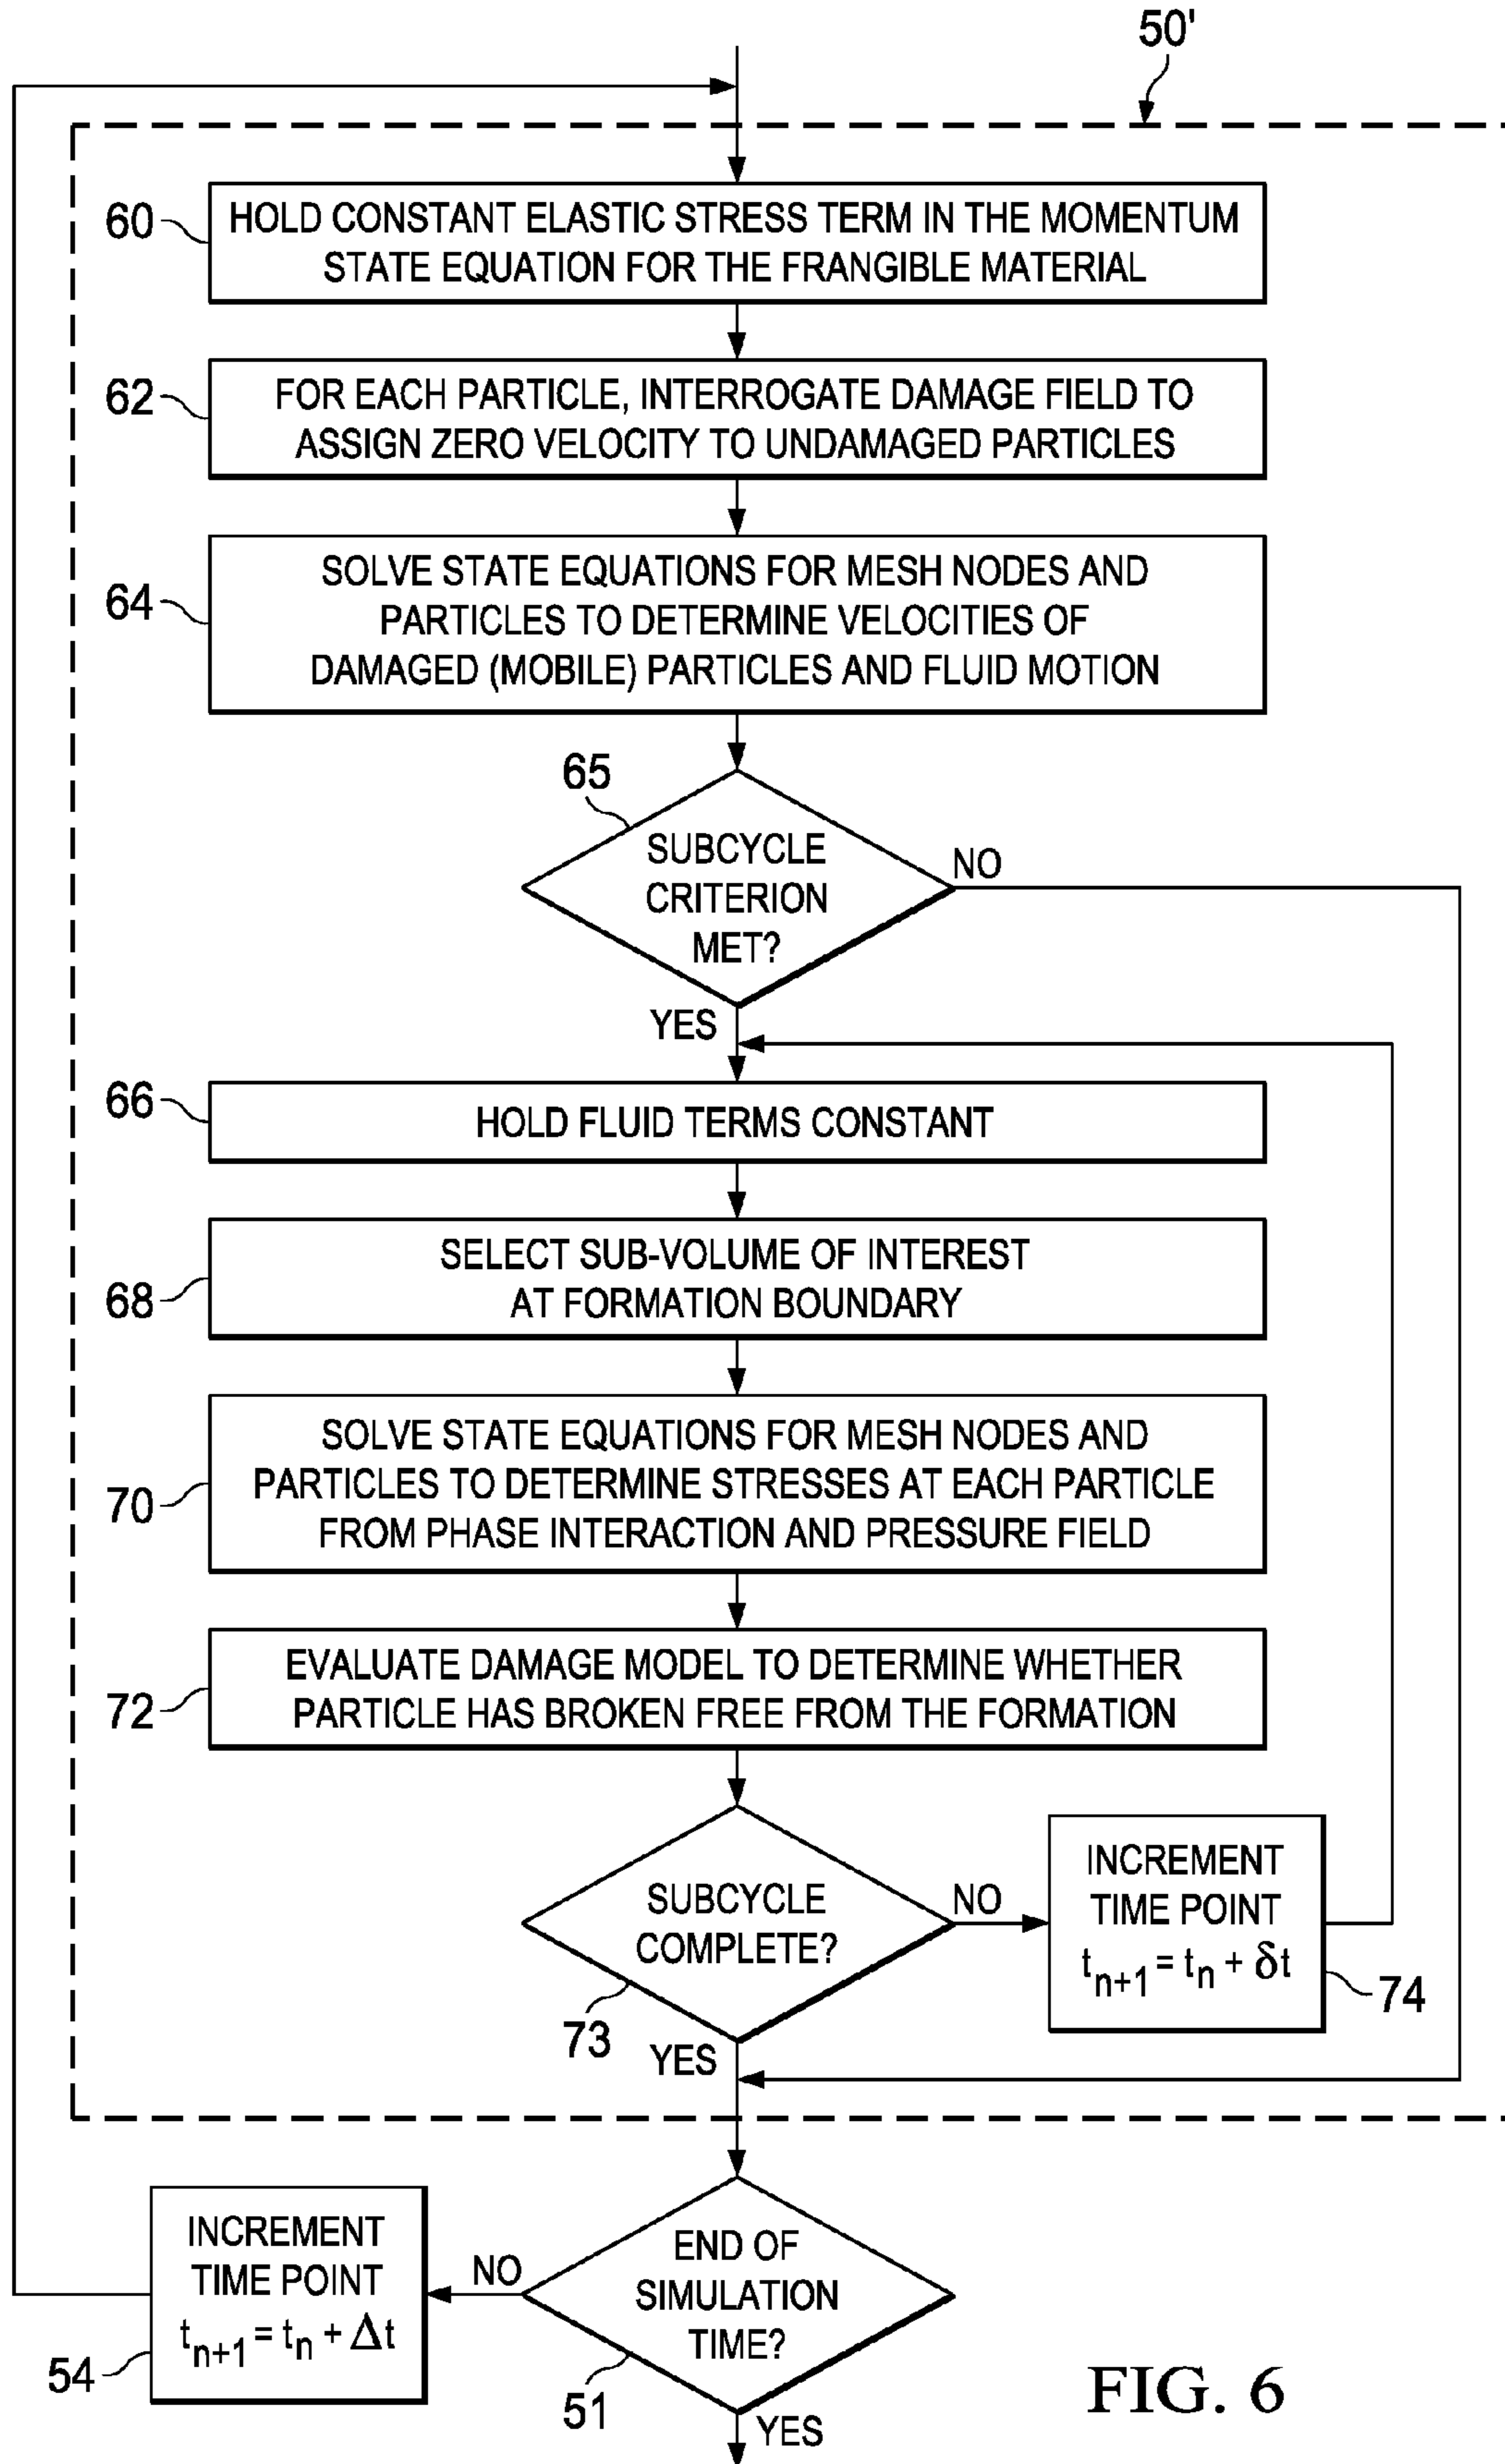 50'
60
HOLD CONSTANT ELASTIC STRESS TERM IN THE MOMENTUM
STATE EQUATION FOR THE FRANGIBLE MATERIAL
62
FOR EACH PARTICLE, INTERROGATE DAMAGE FIELD TO
ASSIGN ZERO VELOCITY TO UNDAMAGED PARTICLES
64
SOLVE STATE EQUATIONS FOR MESH NODES AND
PARTICLES TO DETERMINE VELOCITIES OF
DAMAGED (MOBILE) PARTICLES AND FLUID MOTION
65
SUBCYCLE
CRITERION
MET?
NO
YES
66
HOLD FLUID TERMS CONSTANT
68
SELECT SUB-VOLUME OF INTEREST
AT FORMATION BOUNDARY
70
SOLVE STATE EQUATIONS FOR MESH NODES AND
PARTICLES TO DETERMINE STRESSES AT EACH PARTICLE
FROM PHASE INTERACTION AND PRESSURE FIELD
72
EVALUATE DAMAGE MODEL TO DETERMINE WHETHER
PARTICLE HAS BROKEN FREE FROM THE FORMATION
SUBCYCLE
COMPLETE?
73
NO
YES
INCREMENT
TIME POINT
t_{n+1} = t_n + δt
74
END OF
SIMULATION
TIME?
51
NO
YES
INCREMENT
TIME POINT
t_{n+1} = t_n + Δt
54
FIG. 6